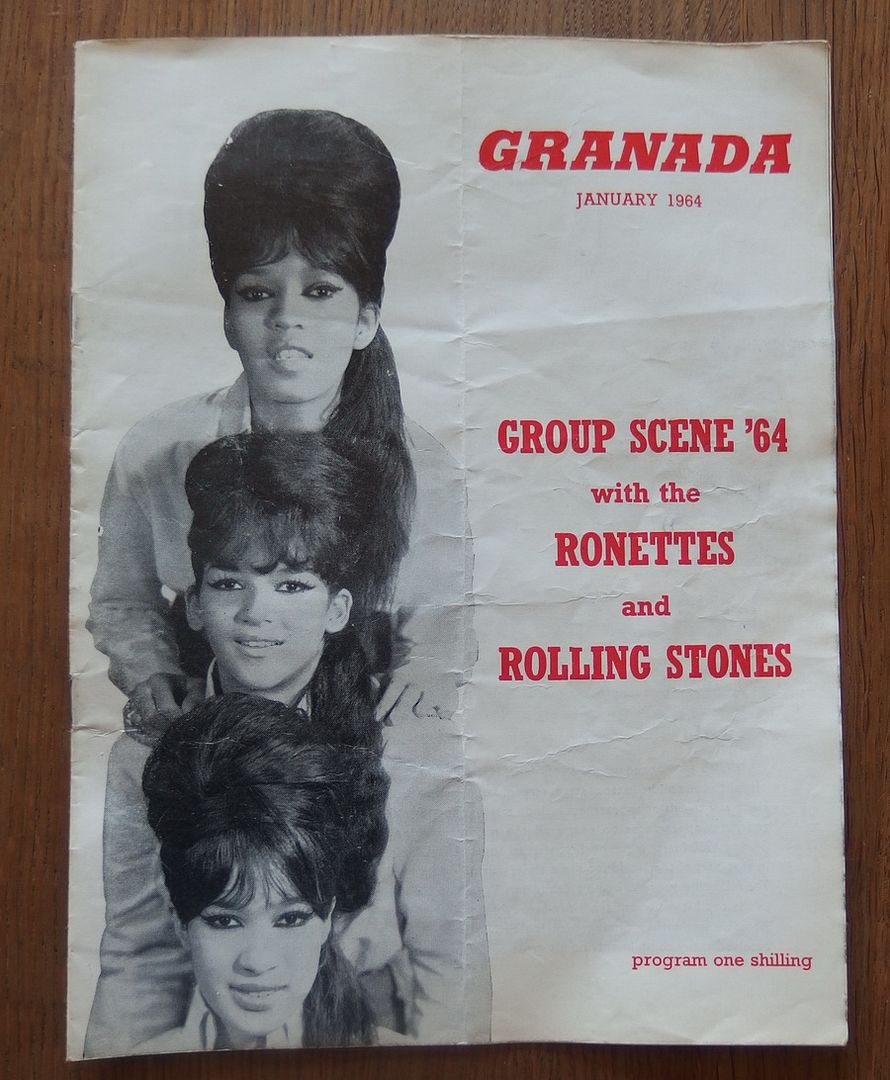 GRANADA
JANUARY 1964
GROUP SCENE ’64
with the
RONETTES
and
ROLLING STONES
program one shilling